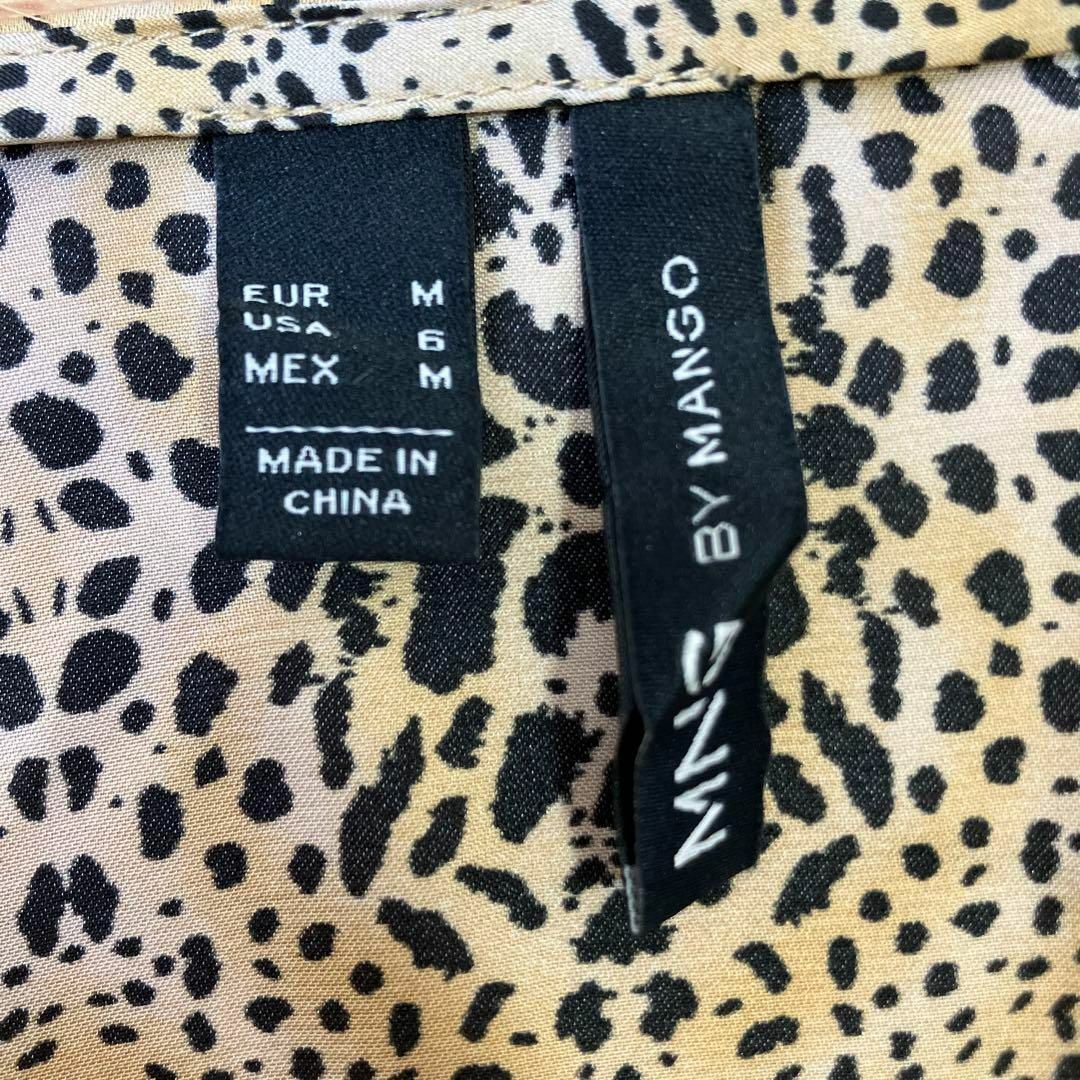 EUR M
USA 6
MEX M
MADE IN
CHINA
MNG BY MANGO